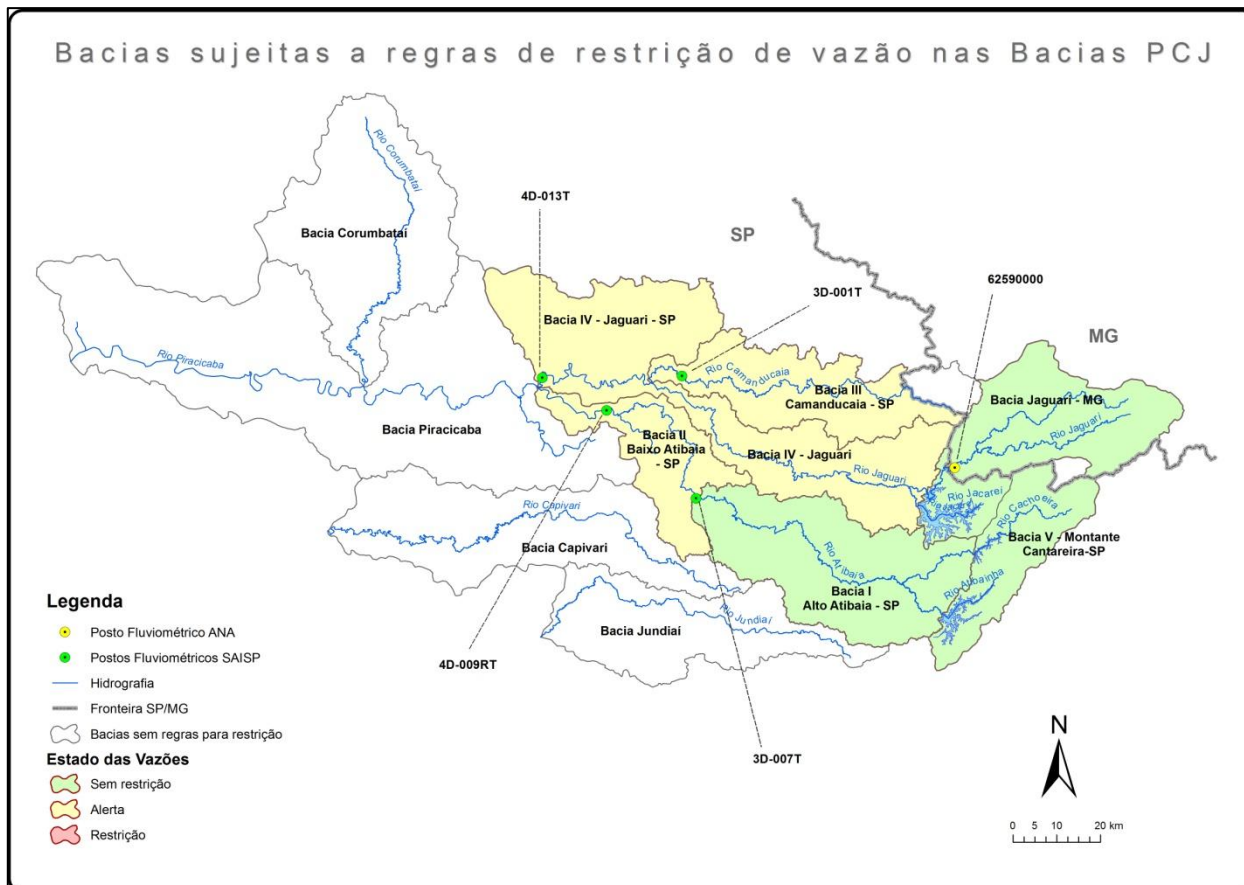 Bacias sujeitas a regras de restrição de vazão nas Bacias PCJ
Rio Corumbataí
Bacia Corumbataí
4D-013T
SP
3D-001T
62590000
MG
Bacia IV - Jaguari - SP
Rio Piracicaba
Rio Camanducaia
Bacia III
Camanducaia - SP
Bacia Jaguari - MG
Rio Jaguari
Bacia Piracicaba
Bacia II
Baixo Atibaia
- SP
Bacia IV - Jaguari
Rio Jaguari
Rio Jacareí
Rio Cachoeira
Rio Capivari
Bacia V - Montante
Cantareira-SP
Bacia Capivari
Rio Atibaia
Rio Atibainha
Bacia I
Alto Atibaia - SP
Rio Jundiaí
Bacia Jundiaí
4D-009RT
3D-007T
Legenda
Posto Fluviométrico ANA
Postos Fluviométricos SAISP
Hidrografia
Fronteira SP/MG
Bacias sem regras para restrição
Estado das Vazões
Sem restrição
Alerta
Restrição
N
0 5 10 20 km